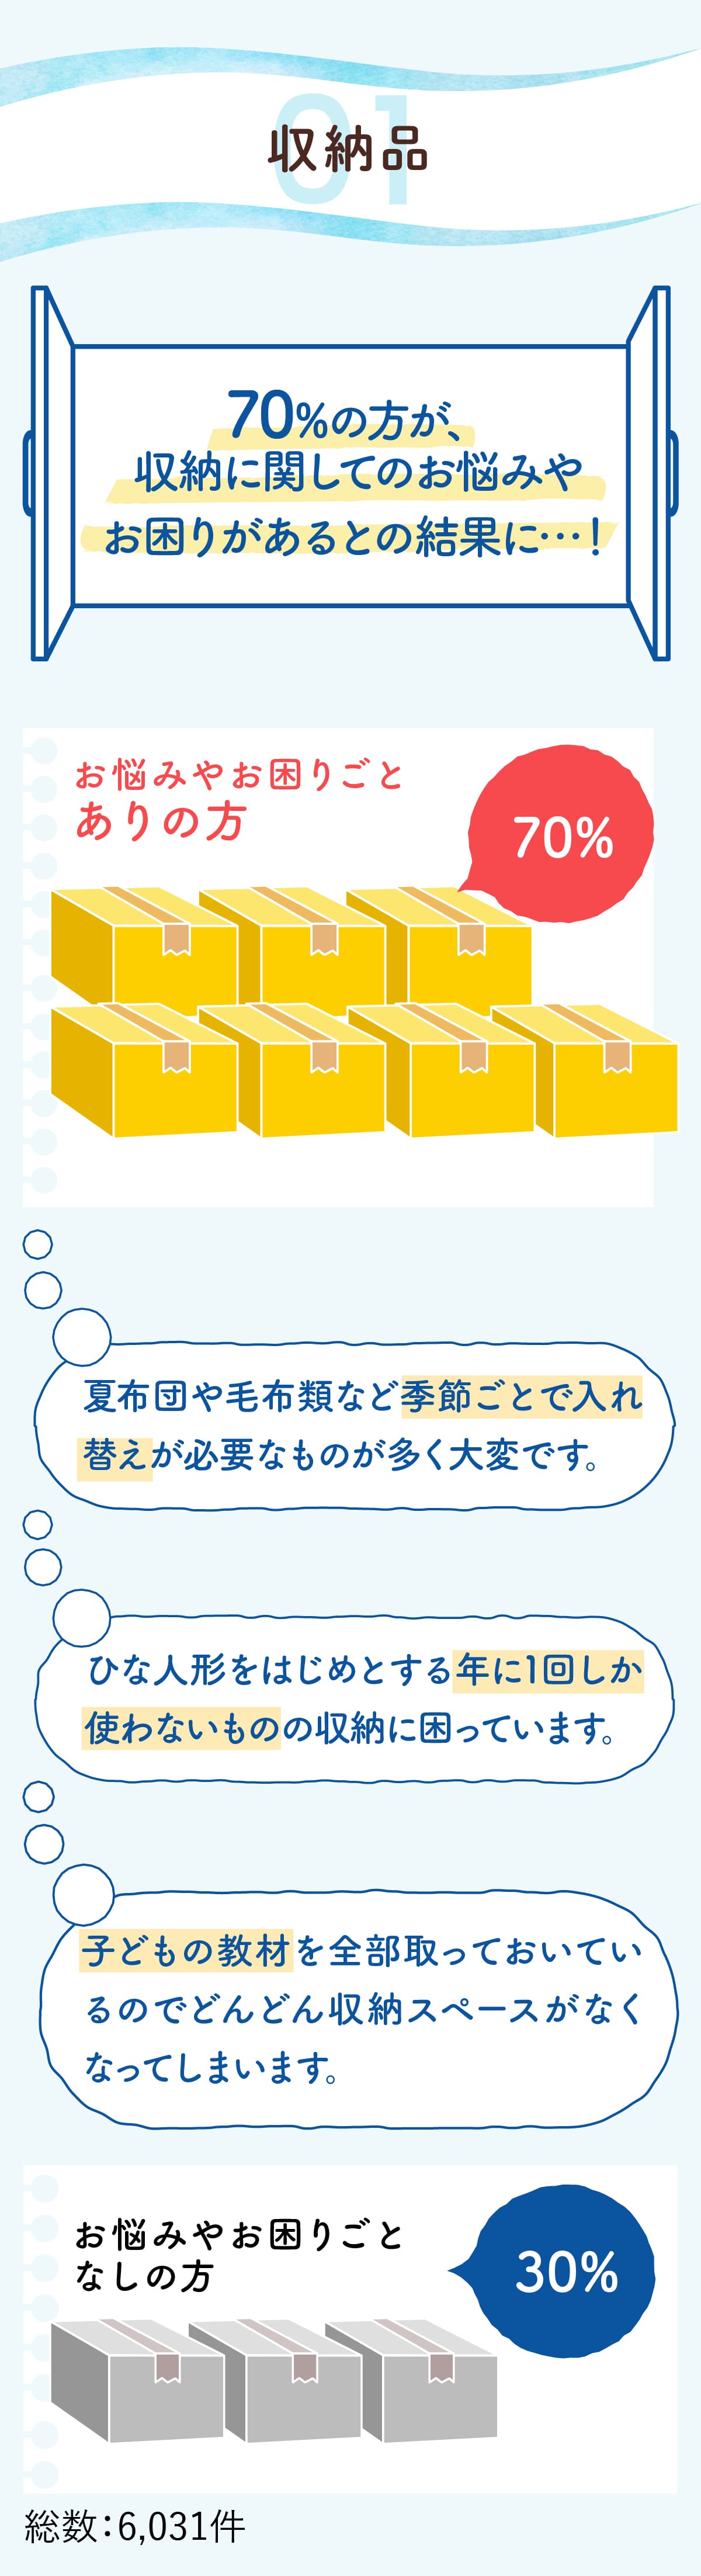 01
収納品
70%の方が、
収納に関してのお悩みや
お困りがあるとの結果に…！
お悩みやお困りごと
ありの方
70%
夏布団や毛布類など季節ごとで入れ
替えが必要なものが多く大変です。
ひな人形をはじめとする年に1回しか
使わないものの収納に困っています。
子どもの教材を全部取っておいてい
るのでどんどん収納スペースがなく
なってしまいます。
お悩みやお困りごと
なしの方
30%
総数：6,031件